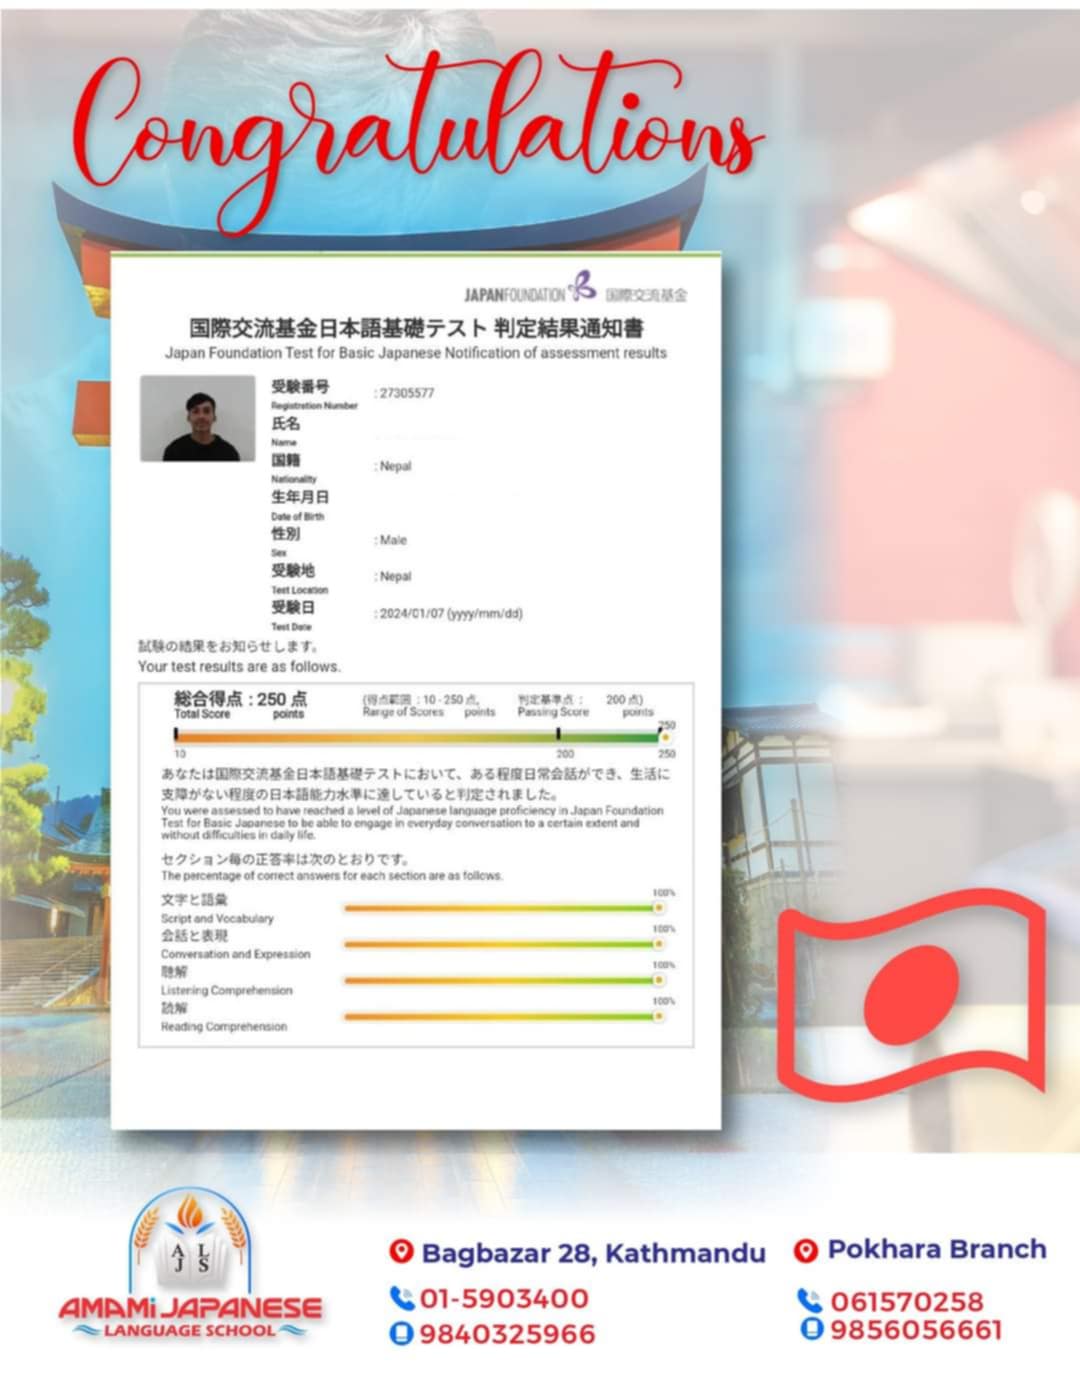 Congratulations
JAPANFOUNDATION 国際交流基金
国際交流基金日本語基礎テスト 判定結果通知書
Japan Foundation Test for Basic Japanese Notification of assessment results
受験番号 : 27305577
Registration Number
氏名
Name
国籍 : Nepal
Nationality
生年月日
Date of Birth
性別 : Male
Sex
受験地 : Nepal
Test Location
受験日 : 2024/01/07 (yyyy/mm/dd)
Test Date
試験の結果をお知らせします。
Your test results are as follows.
総合得点 : 250 点 (得点範囲 : 10 - 250 点, 判定基準点 : 200 点)
Total Score points Range of Scores points Passing Score points
250
10 200 250
あなたは国際交流基金日本語基礎テストにおいて、ある程度日常会話ができ、生活に
支障がない程度の日本語能力水準に達していると判定されました。
You were assessed to have reached a level of Japanese language proficiency in Japan Foundation
Test for Basic Japanese to be able to engage in everyday conversation to a certain extent and
without difficulties in daily life.
セクション毎の正答率は次のとおりです。
The percentage of correct answers for each section are as follows.
文字と語彙 100%
Script and Vocabulary
会話と表現 100%
Conversation and Expression
聴解 100%
Listening Comprehension
読解 100%
Reading Comprehension
A L
J S
AMAMi JAPANESE
LANGUAGE SCHOOL
Bagbazar 28, Kathmandu
01-5903400
9840325966
Pokhara Branch
061570258
9856056661